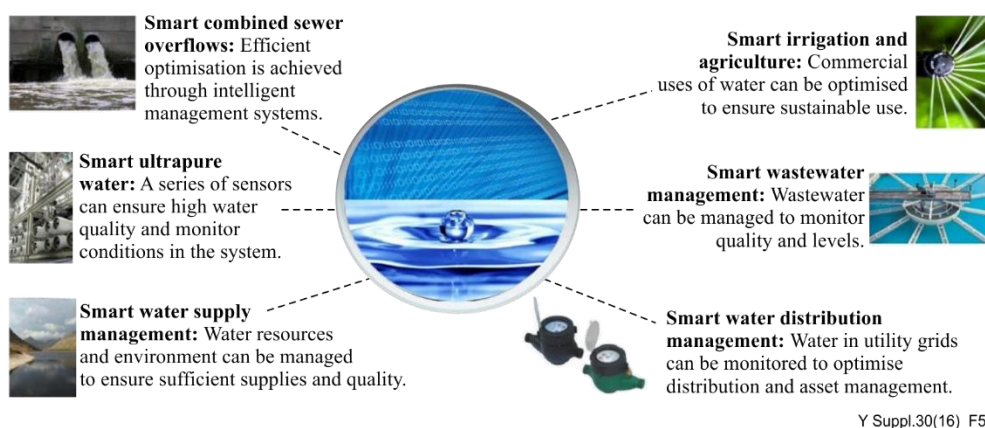 Smart combined sewer
overflows: Efficient
optimisation is achieved
through intelligent
management systems.
Smart ultrapure
water: A series of sensors
can ensure high water
quality and monitor
conditions in the system.
Smart water supply
management: Water resources
and environment can be managed
to ensure sufficient supplies and quality.
Smart irrigation and
agriculture: Commercial
uses of water can be optimised
to ensure sustainable use.
Smart wastewater
management: Wastewater
can be managed to monitor
quality and levels.
Smart water distribution
management: Water in utility grids
can be monitored to optimise
distribution and asset management.
Y Suppl.30(16) F5